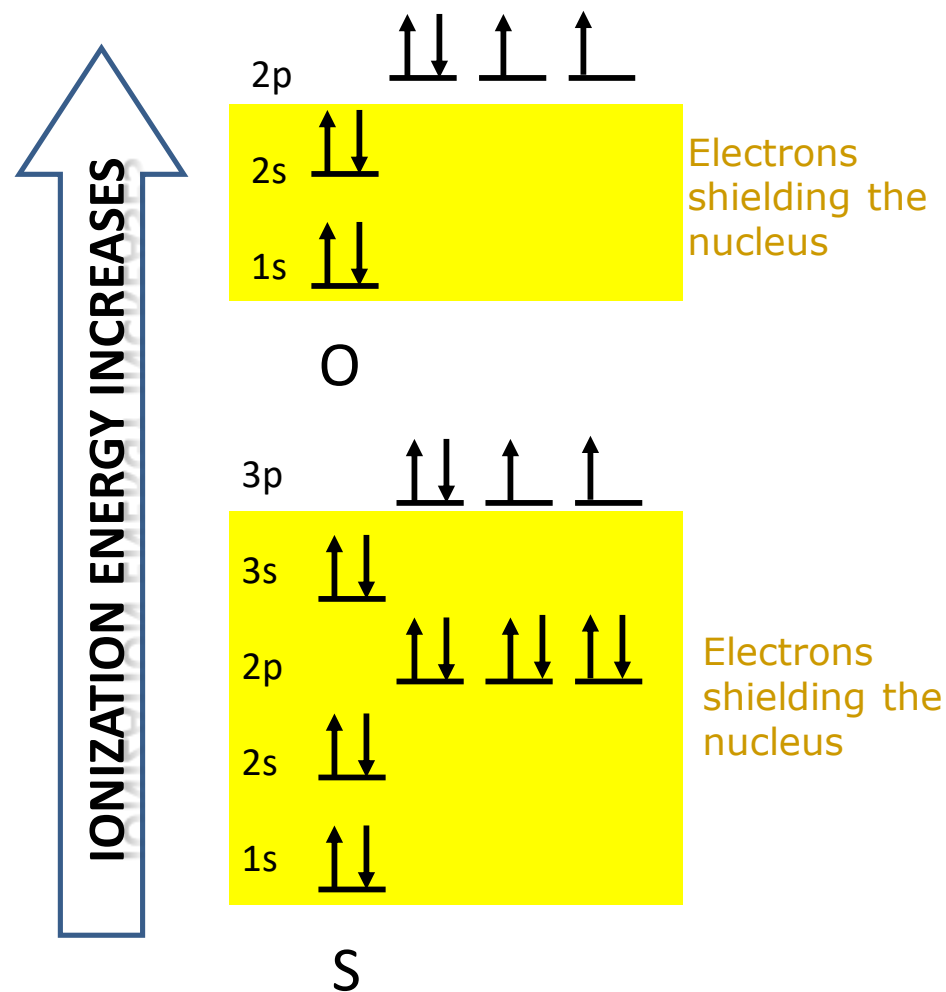 IONIZATION ENERGY INCREASES
2p
2s
1s
Electrons
shielding the
nucleus
O
3p
3s
2p
2s
1s
Electrons
shielding the
nucleus
S